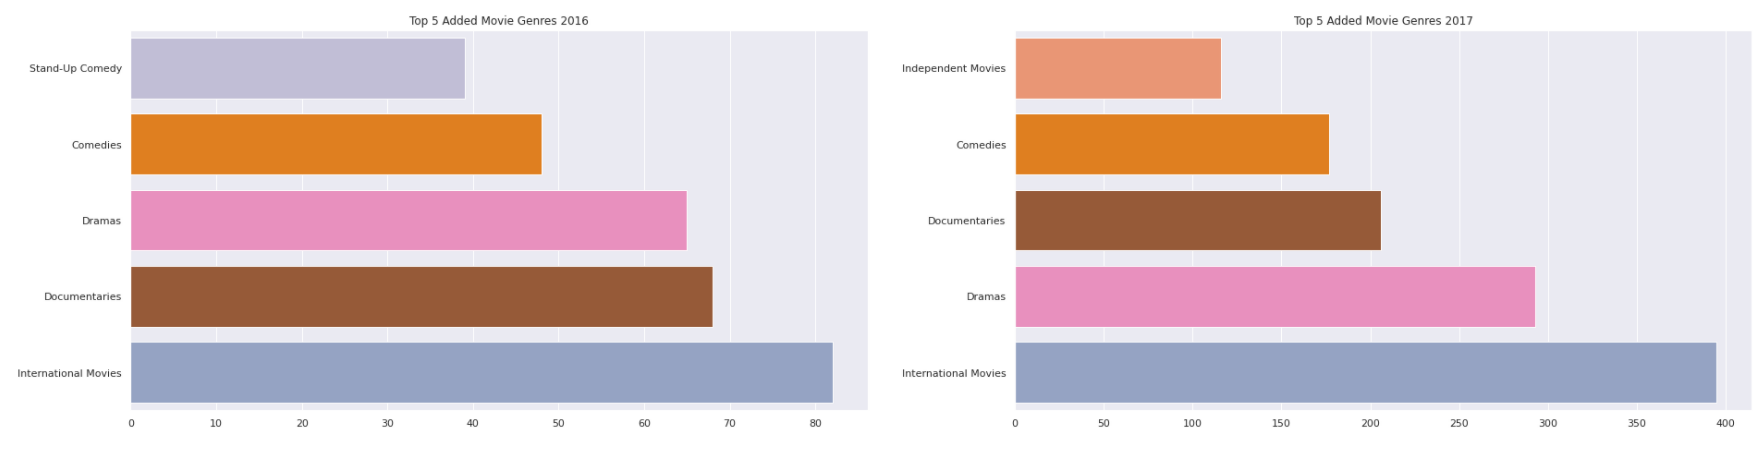 Top 5 Added Movie Genres 2016
Stand-Up Comedy
Comedies
Dramas
Documentaries
International Movies
0 10 20 30 40 50 60 70 80
Top 5 Added Movie Genres 2017
Independent Movies
Comedies
Documentaries
Dramas
International Movies
0 50 100 150 200 250 300 350 400